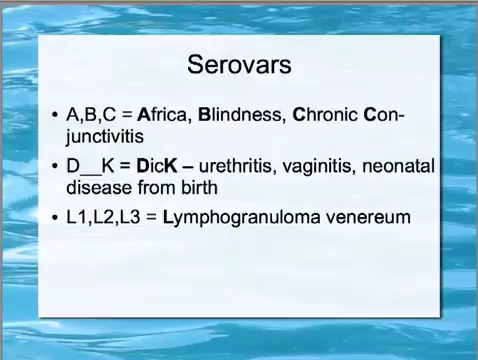 Serovars
• A,B,C = Africa, Blindness, Chronic Con-
junctivitis
• D__K = DicK – urethritis, vaginitis, neonatal
disease from birth
• L1,L2,L3 = Lymphogranuloma venereum